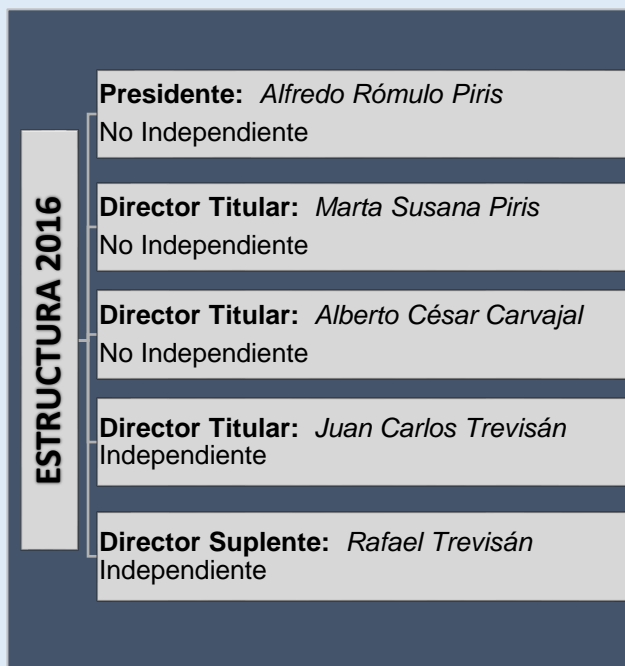 ESTRUCTURA 2016
Presidente: Alfredo Rómulo Piris
No Independiente
Director Titular: Marta Susana Piris
No Independiente
Director Titular: Alberto César Carvajal
No Independiente
Director Titular: Juan Carlos Trevisán
Independiente
Director Suplente: Rafael Trevisán
Independiente